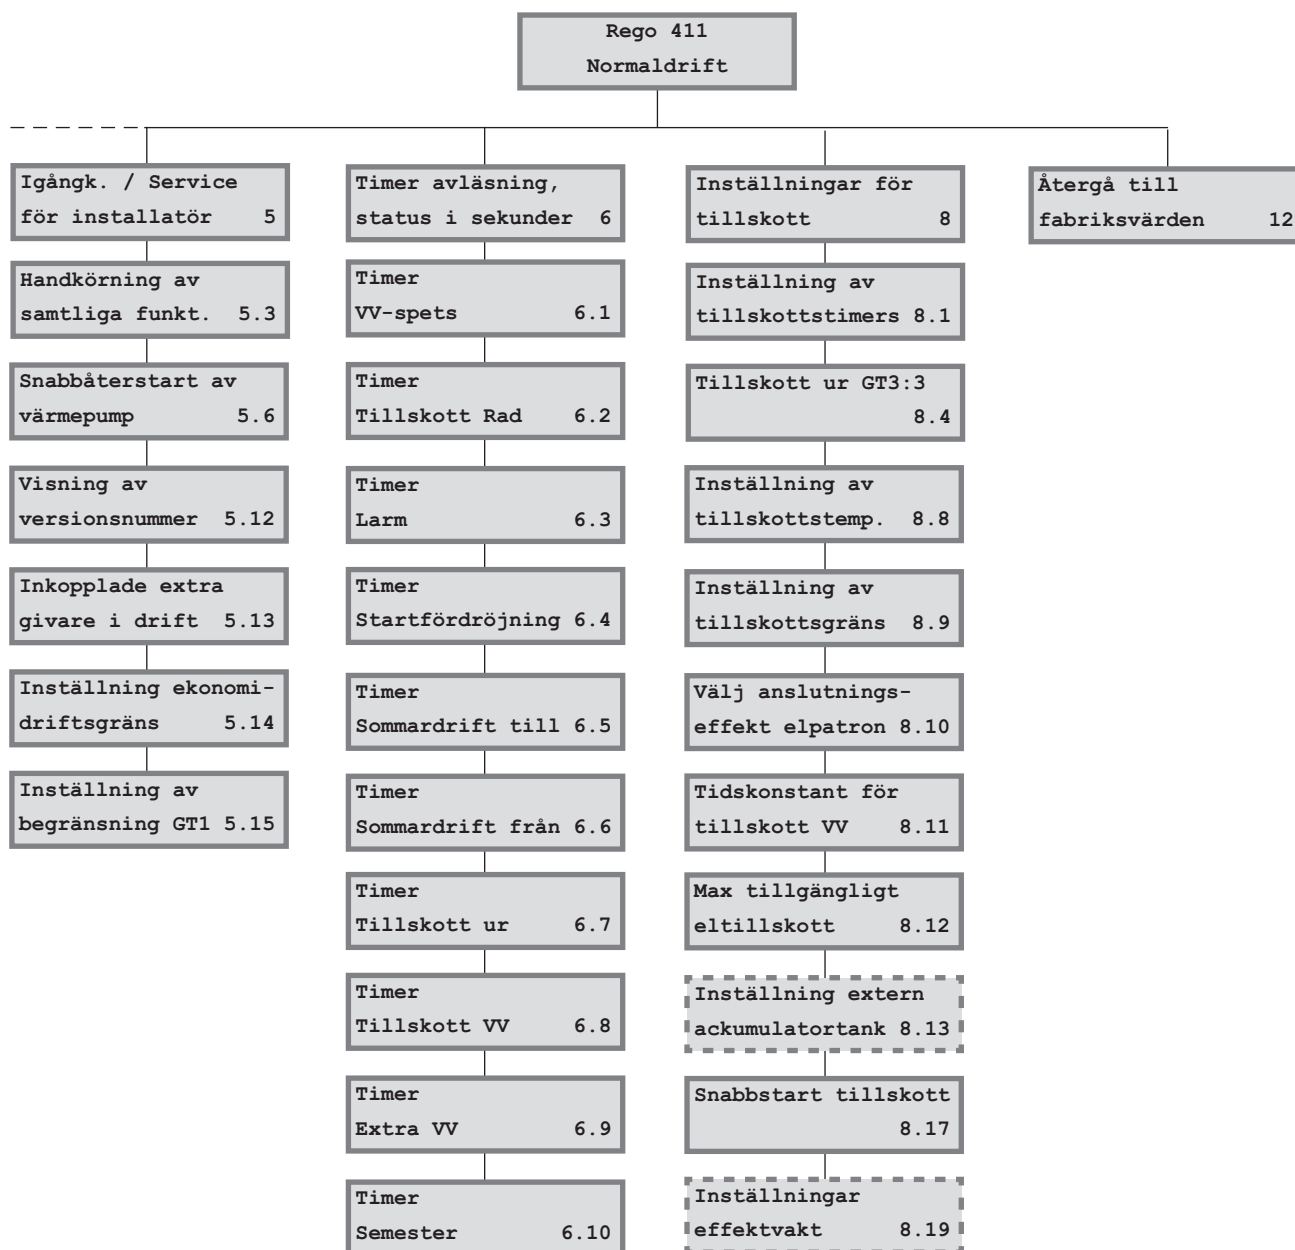 Rego 411
Normaldrift
Igångk. / Service
för installatör 5
Handkörning av
samtliga funkt. 5.3
Snabbåterstart av
värmepump 5.6
Visning av
versionsnummer 5.12
Inkopplade extra
givare i drift 5.13
Inställning ekonomi-
driftsgräns 5.14
Inställning av
begränsning GT1 5.15
Timer avläsning,
status i sekunder 6
Timer
VV-spets 6.1
Timer
Tillskott Rad 6.2
Timer
Larm 6.3
Timer
Startfördröjning 6.4
Timer
Sommardrift till 6.5
Timer
Sommardrift från 6.6
Timer
Tillskott ur 6.7
Timer
Tillskott VV 6.8
Timer
Extra VV 6.9
Timer
Semester 6.10
Inställningar för
tillskott 8
Inställning av
tillskottstimers 8.1
Tillskott ur GT3:3
8.4
Inställning av
tillskottstemp. 8.8
Inställning av
tillskottsgräns 8.9
Välj anslutnings-
effekt elpatron 8.10
Tidskonstant för
tillskott VV 8.11
Max tillgängligt
eltillskott 8.12
Inställning extern
ackumulatortank 8.13
Snabbstart tillskott
8.17
Inställningar
effektvakt 8.19
Återgå till
fabriksvärden 12